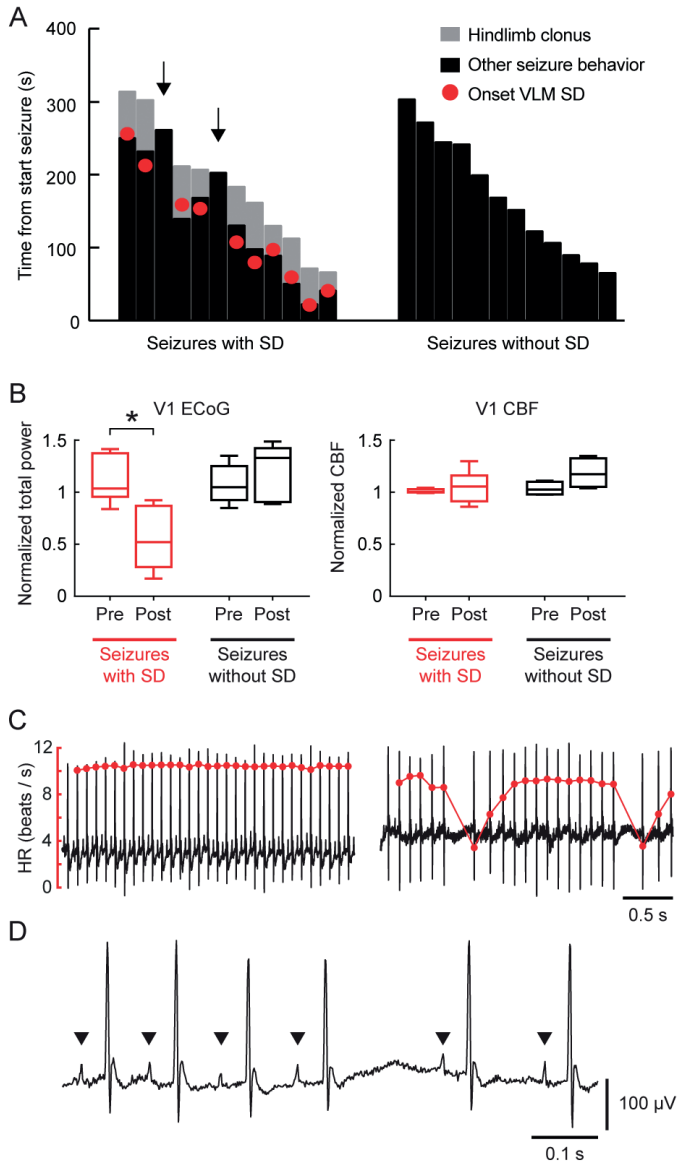 A
Time from start seizure (s)
400
300
200
100
0
Hindlimb clonus
Other seizure behavior
Onset VLM SD
Seizures with SD
Seizures without SD
B
V1 ECoG
Normalized total power
1.5
1
0.5
0
*
Pre Post Pre Post
Seizures
with SD
Seizures
without SD
V1 CBF
Normalized CBF
1.5
1
0.5
0
Pre Post Pre Post
Seizures
with SD
Seizures
without SD
C
HR (beats / s)
12
8
4
0
0.5 s
D
100 µV
0.1 s